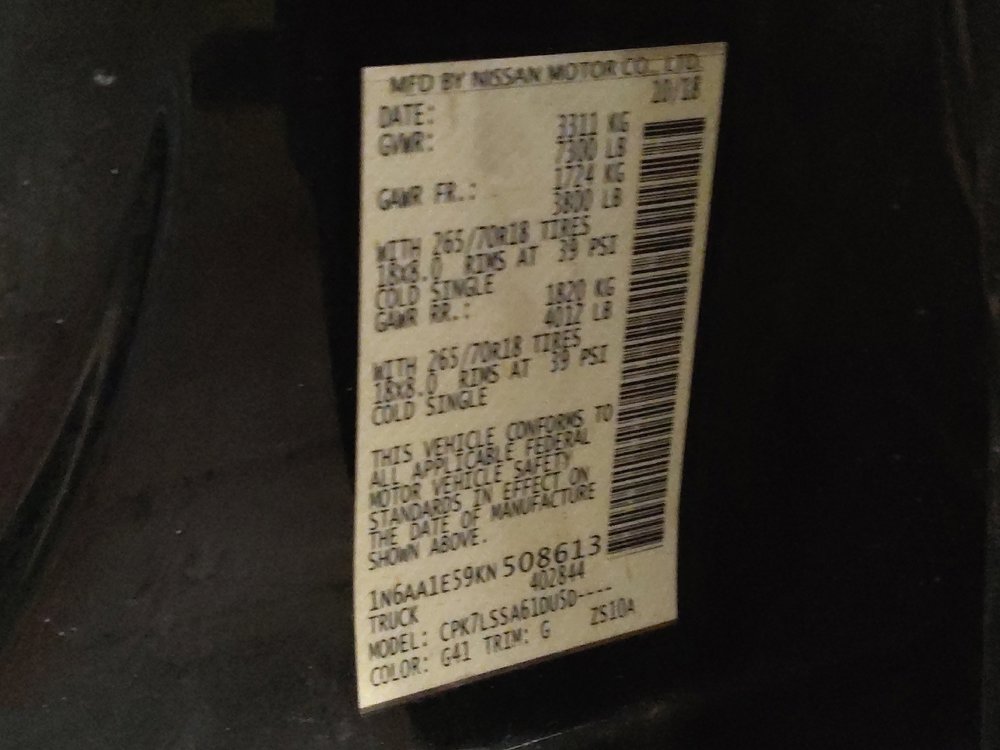 MFD BY NISSAN MOTOR CO., LTD.
DATE: 10/18
GVWR: 3311 KG
7300 LB
GAWR FR.: 1724 KG
3800 LB
WITH 265/70R18 TIRES
18X8.0 RIMS AT 39 PSI
COLD SINGLE
GAWR RR.: 1820 KG
4012 LB
WITH 265/70R18 TIRES
18X8.0 RIMS AT 39 PSI
COLD SINGLE
THIS VEHICLE CONFORMS TO
ALL APPLICABLE FEDERAL
MOTOR VEHICLE SAFETY
STANDARDS IN EFFECT ON
THE DATE OF MANUFACTURE
SHOWN ABOVE.
1N6AA1E59KN508613
TRUCK 402844
MODEL: CPK7LSSA61DU5D----
COLOR: G41 TRIM: G ZS10A